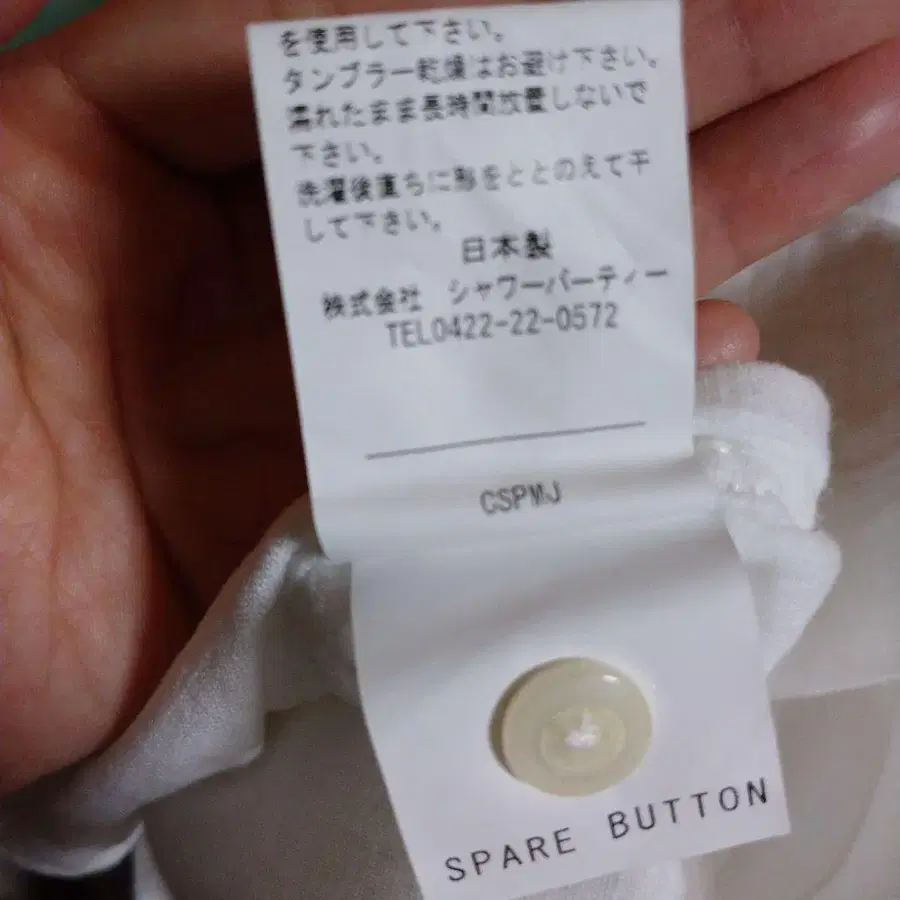 を使用して下さい。
タンブラー乾燥はお避け下さい。
濡れたまま長時間放置しないで
下さい。
洗濯後直ちに形をととのえて干
して下さい。
日本製
株式会社 シャワーパーティー
TEL0422-22-0572
CSPMJ
SPARE BUTTON